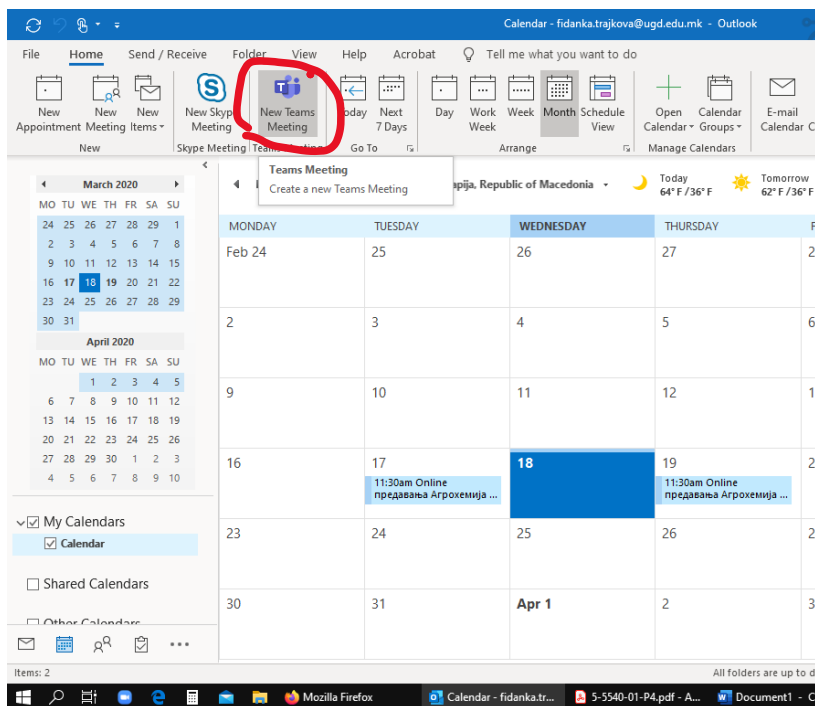 Calendar - fidanka.trajkova@ugd.edu.mk - Outlook
File Home Send / Receive Folder View Help Acrobat Tell me what you want to do
New Appointment
New Meeting
New Items
New Skype Meeting
New Teams Meeting
Next 7 Days
Day
Work Week
Week
Month
Schedule View
Open Calendar
Calendar Groups
E-mail Calendar
New Skype Meeting Go To Arrange Manage Calendars
Teams Meeting
Create a new Teams Meeting
Republic of Macedonia
Today
64° F / 36° F
Tomorrow
62° F / 36° F
March 2020
MO TU WE TH FR SA SU
24 25 26 27 28 29 1
2 3 4 5 6 7 8
9 10 11 12 13 14 15
16 17 18 19 20 21 22
23 24 25 26 27 28 29
30 31
April 2020
MO TU WE TH FR SA SU
1 2 3 4 5
6 7 8 9 10 11 12
13 14 15 16 17 18 19
20 21 22 23 24 25 26
27 28 29 30 1 2 3
4 5 6 7 8 9 10
My Calendars
Calendar
Shared Calendars
Other Calendars
MONDAY TUESDAY WEDNESDAY THURSDAY
Feb 24 25 26 27
2 3 4 5 6
9 10 11 12
16 17 18 19
11:30am Online
предавања Агрохемија ...
11:30am Online
предавања Агрохемија ...
23 24 25 26
30 31 Apr 1 2 3
Items: 2
All folders are up to
Mozilla Firefox
Calendar - fidanka.tr...
5-5540-01-P4.pdf - A...
Document1 -